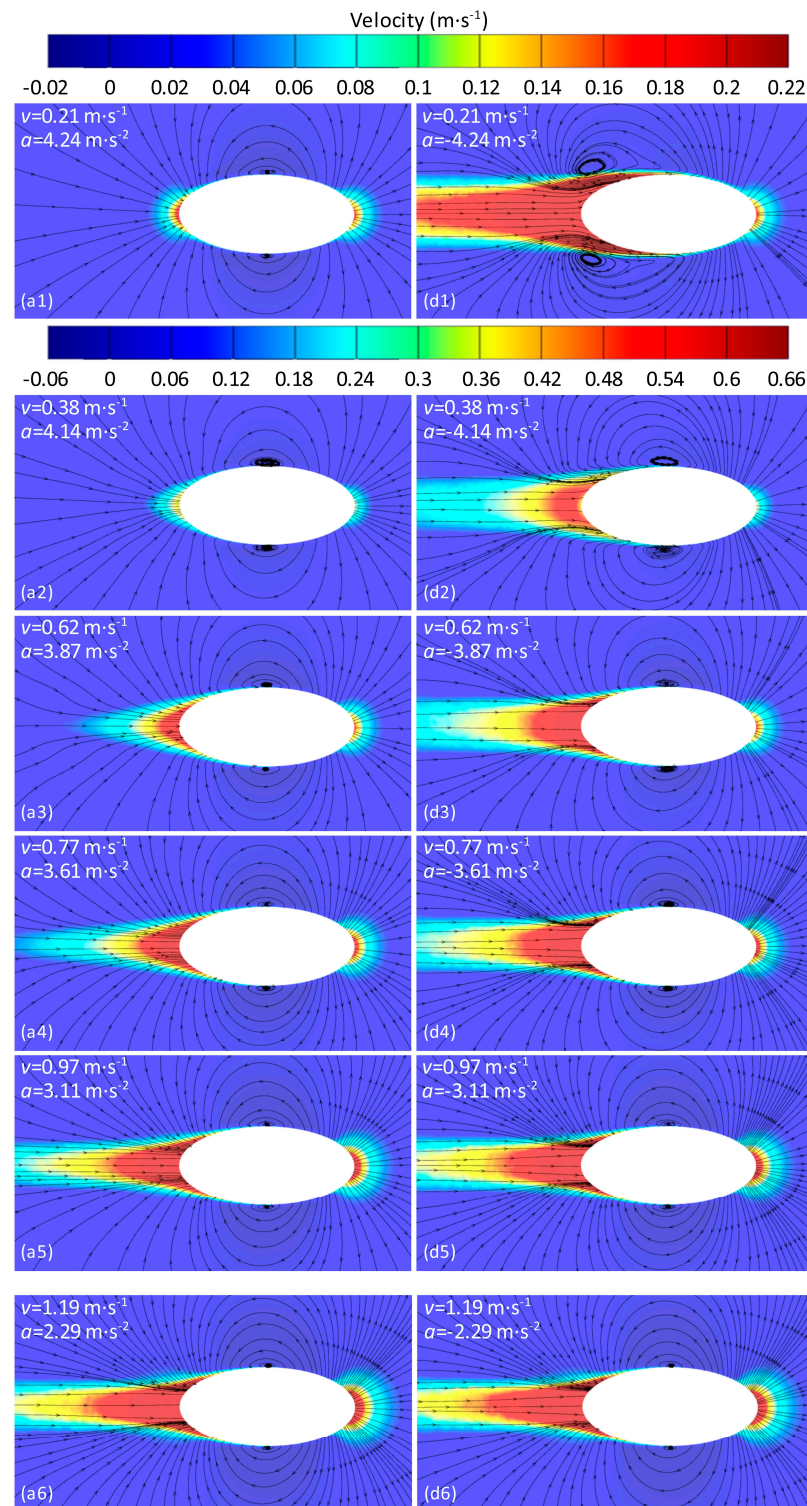 Velocity (m·s⁻¹)
-0.02 0 0.02 0.04 0.06 0.08 0.1 0.12 0.14 0.16 0.18 0.2 0.22
v=0.21 m·s⁻¹
a=4.24 m·s⁻²
(a1)
v=0.21 m·s⁻¹
a=-4.24 m·s⁻²
(d1)
-0.06 0 0.06 0.12 0.18 0.24 0.3 0.36 0.42 0.48 0.54 0.6 0.66
v=0.38 m·s⁻¹
a=4.14 m·s⁻²
(a2)
v=0.38 m·s⁻¹
a=-4.14 m·s⁻²
(d2)
v=0.62 m·s⁻¹
a=3.87 m·s⁻²
(a3)
v=0.62 m·s⁻¹
a=-3.87 m·s⁻²
(d3)
v=0.77 m·s⁻¹
a=3.61 m·s⁻²
(a4)
v=0.77 m·s⁻¹
a=-3.61 m·s⁻²
(d4)
v=0.97 m·s⁻¹
a=3.11 m·s⁻²
(a5)
v=0.97 m·s⁻¹
a=-3.11 m·s⁻²
(d5)
v=1.19 m·s⁻¹
a=2.29 m·s⁻²
(a6)
v=1.19 m·s⁻¹
a=-2.29 m·s⁻²
(d6)